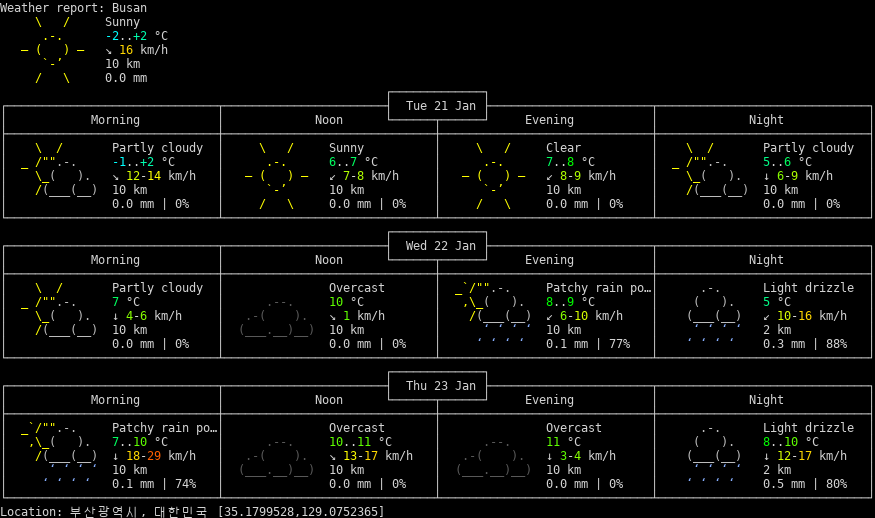 Weather report: Busan
Sunny
-2..+2 °C
↘ 16 km/h
10 km
0.0 mm
Tue 21 Jan
Morning Noon Evening Night
Partly cloudy Sunny Clear Partly cloudy
-1..+2 °C 6..7 °C 7..8 °C 5..6 °C
↘ 12-14 km/h ↙ 7-8 km/h ↙ 8-9 km/h ↓ 6-9 km/h
10 km 10 km 10 km 10 km
0.0 mm | 0% 0.0 mm | 0% 0.0 mm | 0% 0.0 mm | 0%
Wed 22 Jan
Morning Noon Evening Night
Partly cloudy Overcast Patchy rain po… Light drizzle
7 °C 10 °C 8..9 °C 5 °C
↓ 4-6 km/h ↘ 1 km/h ↙ 6-10 km/h ↙ 10-16 km/h
10 km 10 km 10 km 2 km
0.0 mm | 0% 0.0 mm | 0% 0.1 mm | 77% 0.3 mm | 88%
Thu 23 Jan
Morning Noon Evening Night
Patchy rain po… Overcast Overcast Light drizzle
7..10 °C 10..11 °C 11 °C 8..10 °C
↓ 18-29 km/h ↘ 13-17 km/h ↓ 3-4 km/h ↓ 12-17 km/h
10 km 10 km 10 km 2 km
0.1 mm | 74% 0.0 mm | 0% 0.0 mm | 0% 0.5 mm | 80%
Location: 부산광역시, 대한민국 [35.1799528,129.0752365]